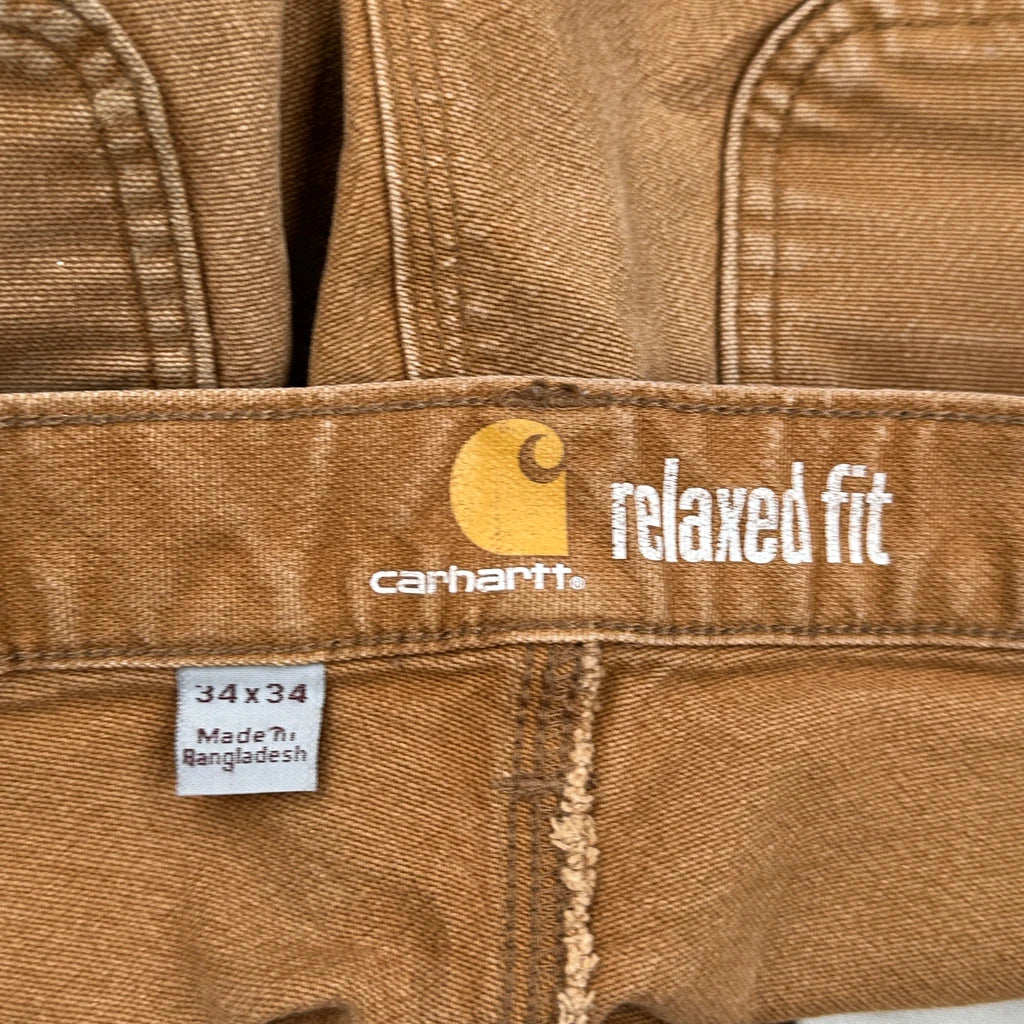 carhartt®
relaxed fit
34x34
Made In
Bangladesh